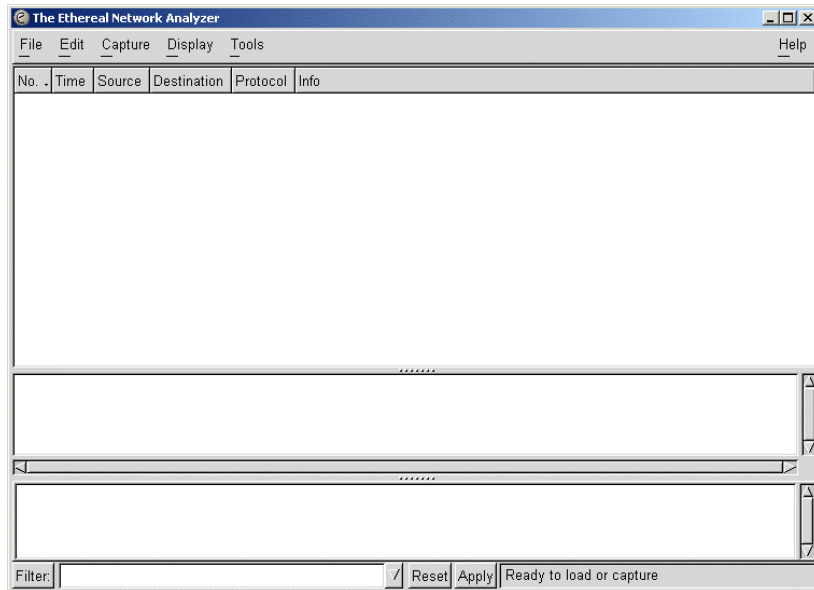 The Ethereal Network Analyzer
File Edit Capture Display Tools Help
No. Time Source Destination Protocol Info
Filter: Reset Apply Ready to load or capture